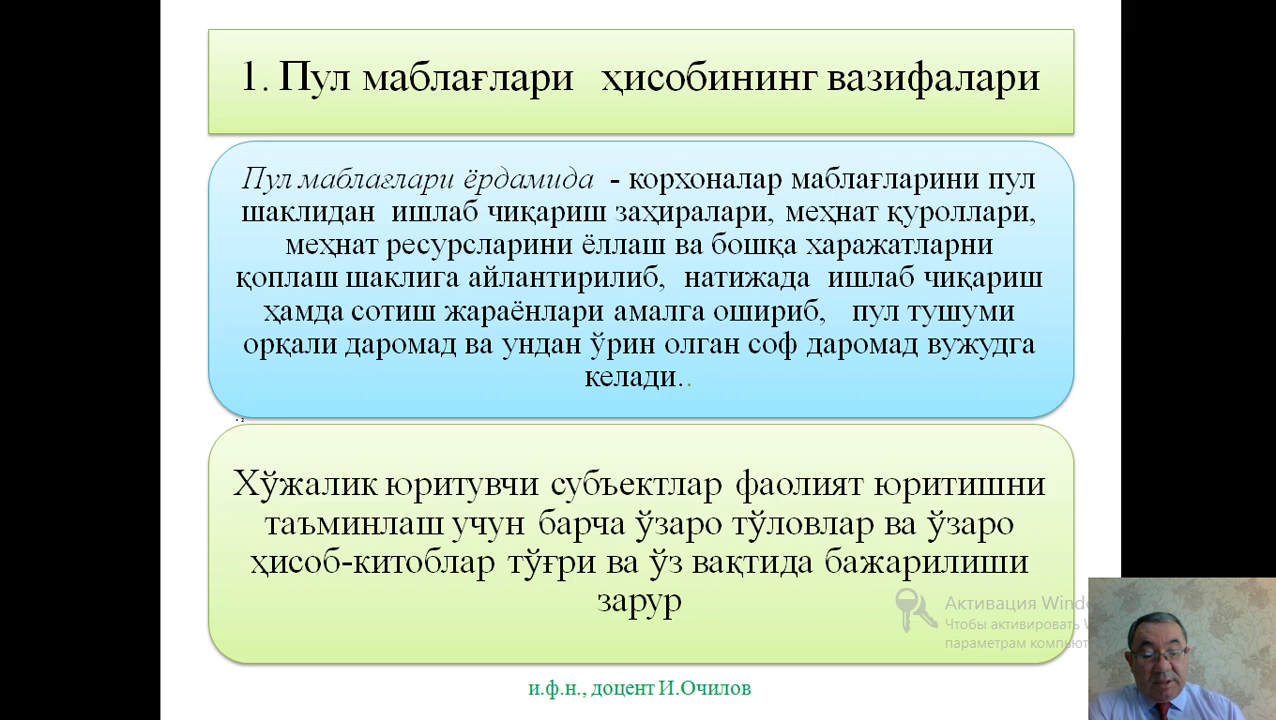 1. Пул маблағлари ҳисобининг вазифалари
Пул маблағлари ёрдамида - корхоналар маблағларини пул
шаклидан ишлаб чиқариш заҳиралари, меҳнат қуроллари,
меҳнат ресурсларини ёллаш ва бошқа харажатларни
қоплаш шаклига айлантирилиб, натижада ишлаб чиқариш
ҳамда сотиш жараёнлари амалга ошириб, пул тушуми
орқали даромад ва ундан ўрин олган соф даромад вужудга
келади..
Хўжалик юритувчи субъектлар фаолият юритишни
таъминлаш учун барча ўзаро тўловлар ва ўзаро
ҳисоб-китоблар тўғри ва ўз вақтида бажарилиши
зарур
Активация Windo
Чтобы активировать W
параметрам компьют
и.ф.н., доцент И.Очилов